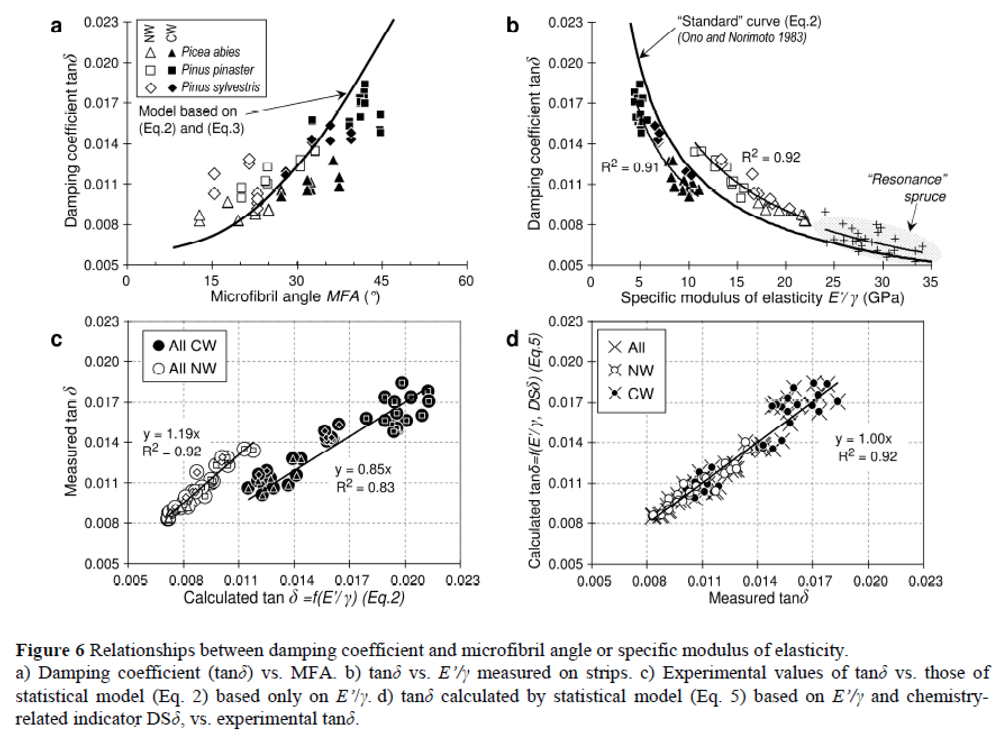 a
0.023
0.020
0.017
0.014
0.011
0.008
0.005
Damping coefficient tanδ
NW
CW
Picea abies
Pinus pinaster
Pinus sylvestris
Model based on
(Eq.2) and (Eq.3)
0
15
30
45
60
Microfibril angle MFA (°)
b
0.023
0.020
0.017
0.014
0.011
0.008
0.005
Damping coefficient tanδ
"Standard" curve (Eq.2)
(Ono and Norimoto 1983)
R² = 0.91
R² = 0.92
"Resonance"
spruce
0
5
10
15
20
25
30
35
Specific modulus of elasticity E'/γ (GPa)
c
0.023
0.020
0.017
0.014
0.011
0.008
0.005
Measured tan δ
All CW
All NW
y = 1.19x
R² – 0.92
y = 0.85x
R² = 0.83
0.005
0.008
0.011
0.014
0.017
0.020
0.023
Calculated tan δ =f(E'/γ) (Eq.2)
d
0.023
0.020
0.017
0.014
0.011
0.008
0.005
Calculated tanδ=f(E'/γ, DSδ) (Eq.5)
All
NW
CW
y = 1.00x
R² = 0.92
0.005
0.008
0.011
0.014
0.017
0.020
0.023
Measured tanδ
Figure 6 Relationships between damping coefficient and microfibril angle or specific modulus of elasticity.
a) Damping coefficient (tanδ) vs. MFA. b) tanδ vs. E'/γ measured on strips. c) Experimental values of tanδ vs. those of
statistical model (Eq. 2) based only on E'/γ. d) tanδ calculated by statistical model (Eq. 5) based on E'/γ and chemistry-
related indicator DSδ, vs. experimental tanδ.